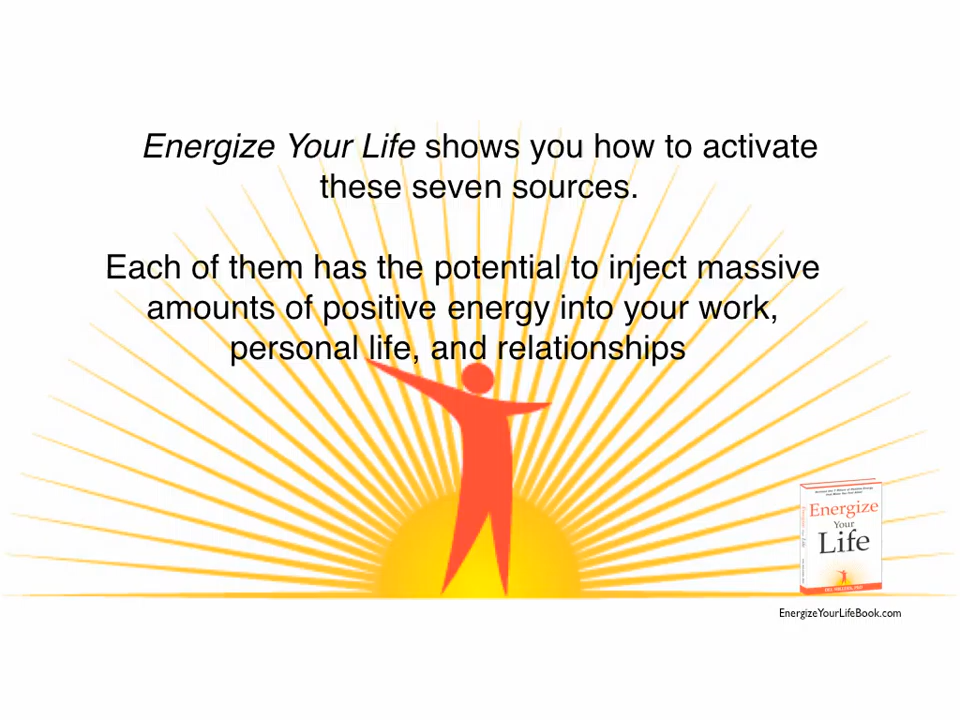 Energize Your Life shows you how to activate
these seven sources.
Each of them has the potential to inject massive
amounts of positive energy into your work,
personal life, and relationships
Energize
Your
Life
EnergizeYourLifeBook.com